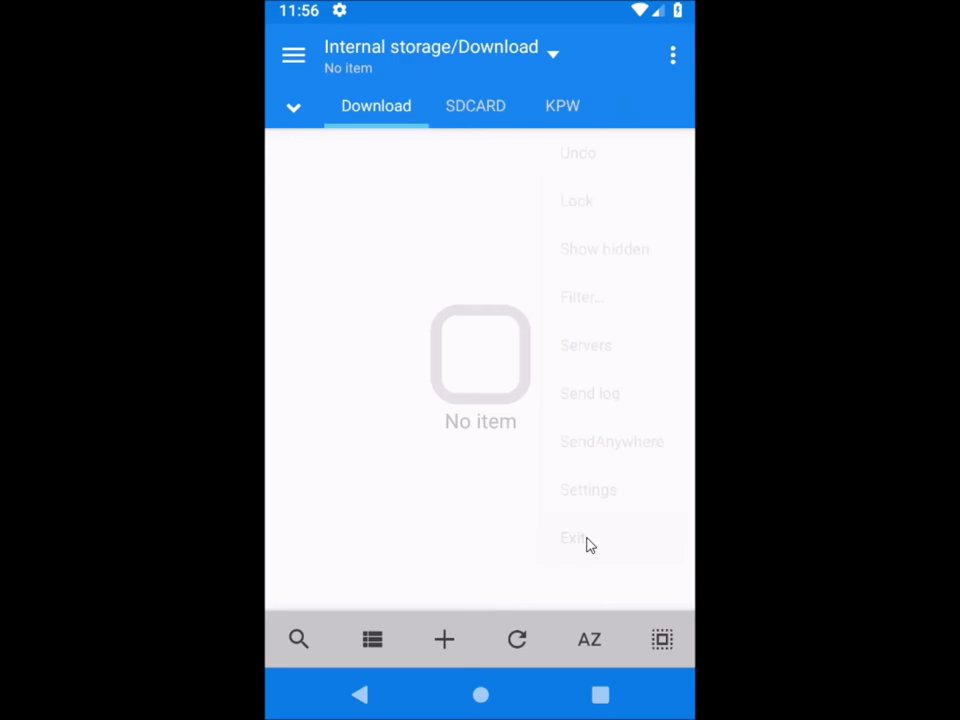 11:56
Internal storage/Download
No item
Download SDCARD KPW
Undo
Lock
Show hidden
Filter...
Servers
Send log
SendAnywhere
Settings
Exit
No item
AZ